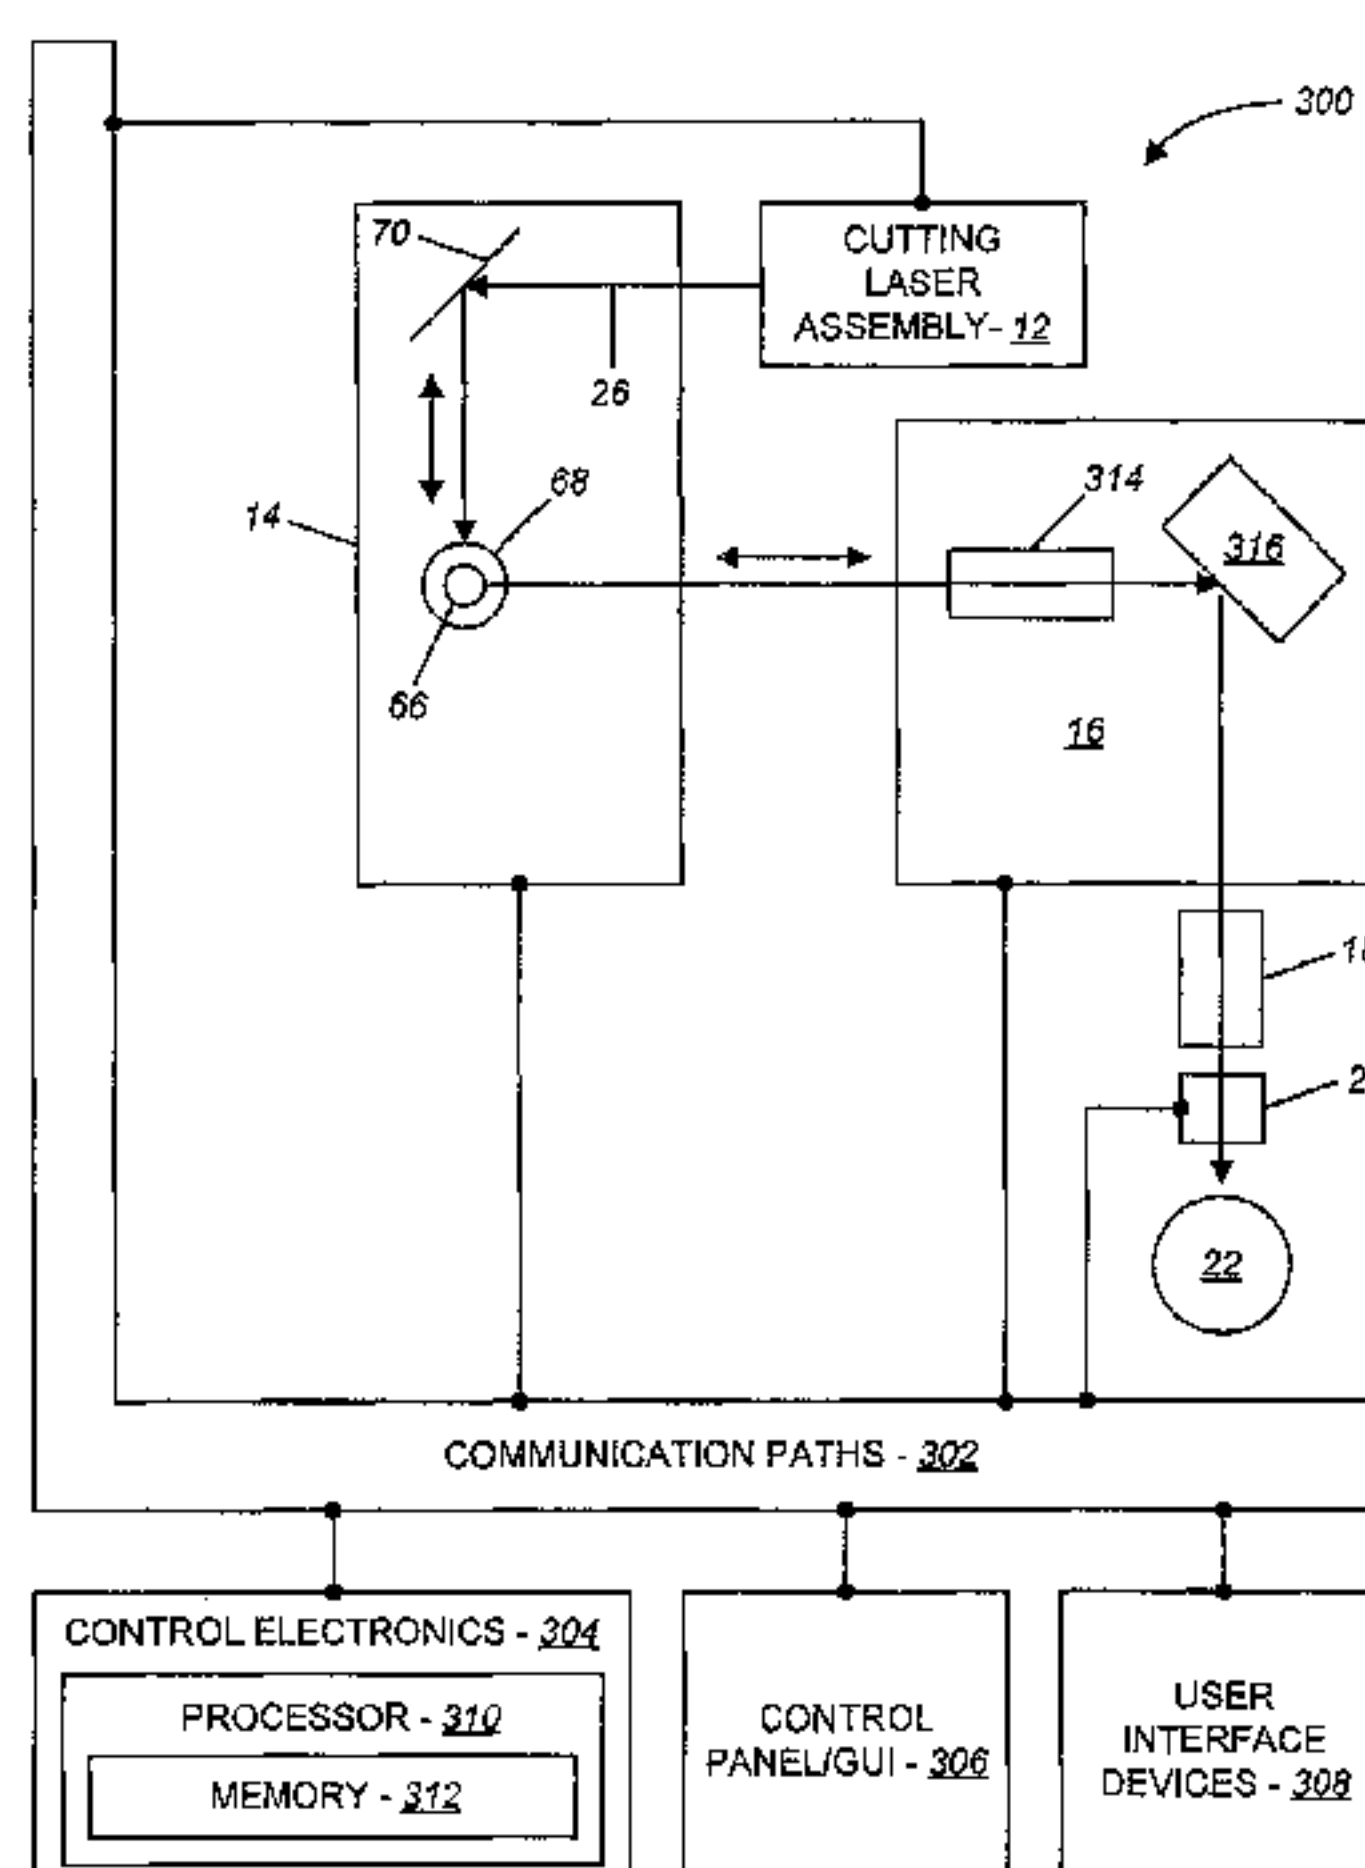 300
70
CUTTING
LASER
ASSEMBLY- 12
26
68
314
14
316
66
16
22
COMMUNICATION PATHS - 302
CONTROL ELECTRONICS - 304
PROCESSOR - 310
MEMORY - 312
CONTROL
PANEL/GUI - 306
USER
INTERFACE
DEVICES - 308